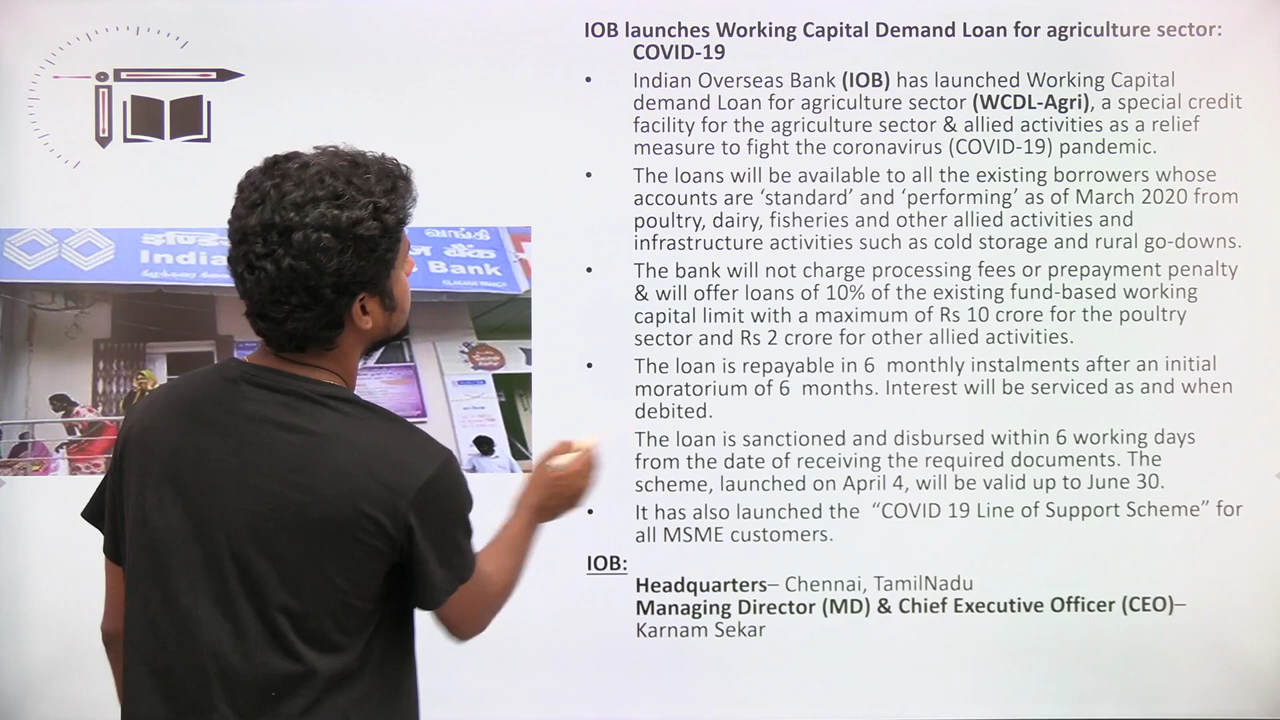 IOB launches Working Capital Demand Loan for agriculture sector:
COVID-19
• Indian Overseas Bank (IOB) has launched Working Capital
demand Loan for agriculture sector (WCDL-Agri), a special credit
facility for the agriculture sector & allied activities as a relief
measure to fight the coronavirus (COVID-19) pandemic.
• The loans will be available to all the existing borrowers whose
accounts are ‘standard’ and ‘performing’ as of March 2020 from
poultry, dairy, fisheries and other allied activities and
infrastructure activities such as cold storage and rural go-downs.
• The bank will not charge processing fees or prepayment penalty
& will offer loans of 10% of the existing fund-based working
capital limit with a maximum of Rs 10 crore for the poultry
sector and Rs 2 crore for other allied activities.
• The loan is repayable in 6 monthly instalments after an initial
moratorium of 6 months. Interest will be serviced as and when
debited.
The loan is sanctioned and disbursed within 6 working days
from the date of receiving the required documents. The
scheme, launched on April 4, will be valid up to June 30.
• It has also launched the “COVID 19 Line of Support Scheme” for
all MSME customers.
IOB:
Headquarters– Chennai, TamilNadu
Managing Director (MD) & Chief Executive Officer (CEO)–
Karnam Sekar
வங்கி
बैंक
India
Bank